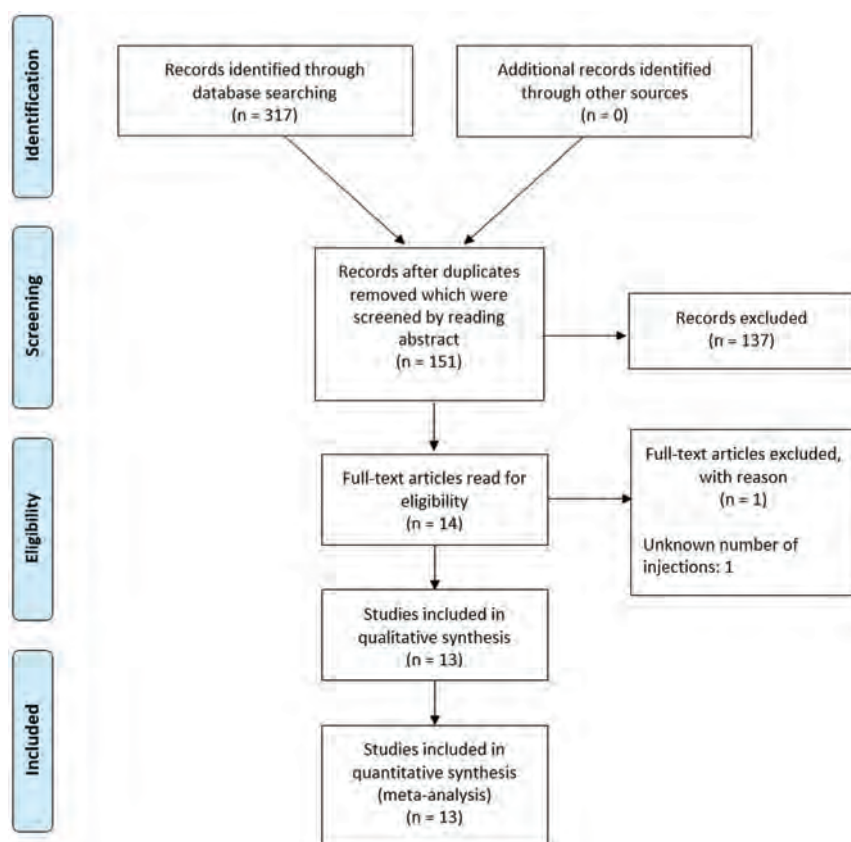 Identification
Records identified through
database searching
(n = 317)
Additional records identified
through other sources
(n = 0)
Screening
Records after duplicates
removed which were
screened by reading
abstract
(n = 151)
Records excluded
(n = 137)
Eligibility
Full-text articles read for
eligibility
(n = 14)
Full-text articles excluded,
with reason
(n = 1)
Unknown number of
injections: 1
Studies included in
qualitative synthesis
(n = 13)
Included
Studies included in
quantitative synthesis
(meta-analysis)
(n = 13)